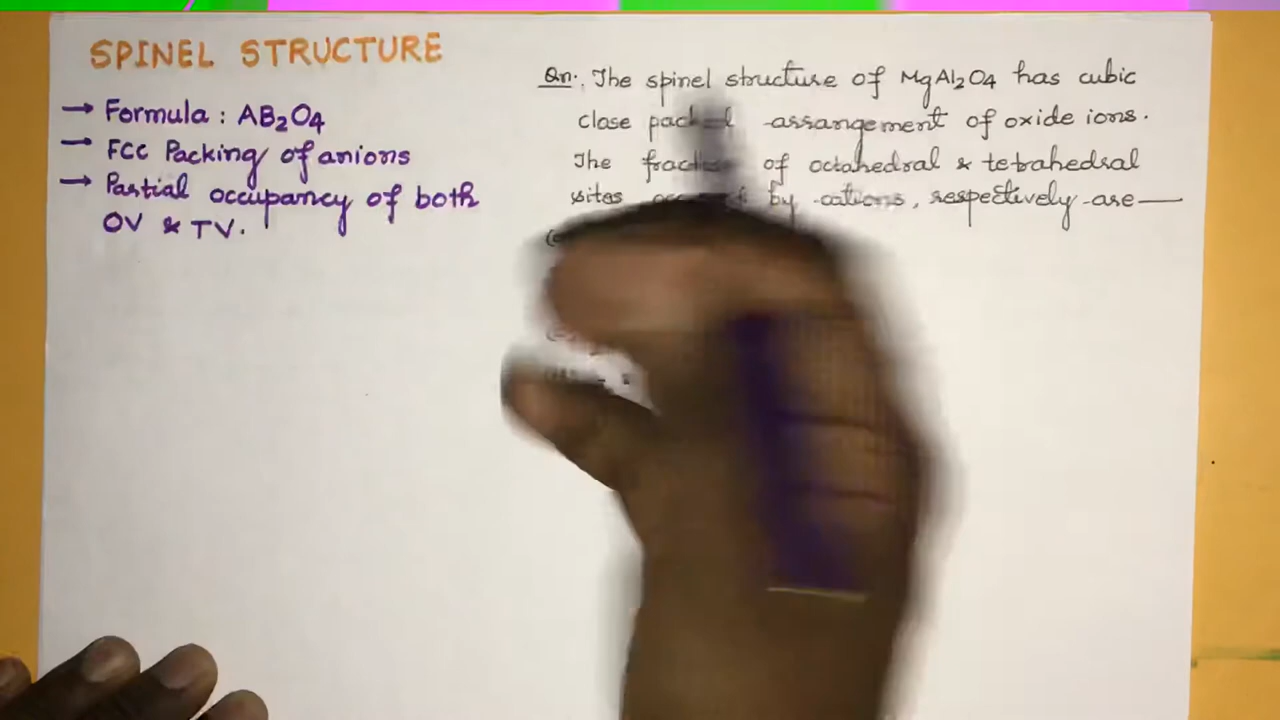 SPINEL STRUCTURE
→ Formula : AB₂O₄
→ FCC Packing of anions
→ Partial occupancy of both
OV & TV.
Qn. The spinel structure of MgAl₂O₄ has cubic
close arrangement of oxide ions.
The of octahedral & tetrahedral
sites by cations, respectively are —